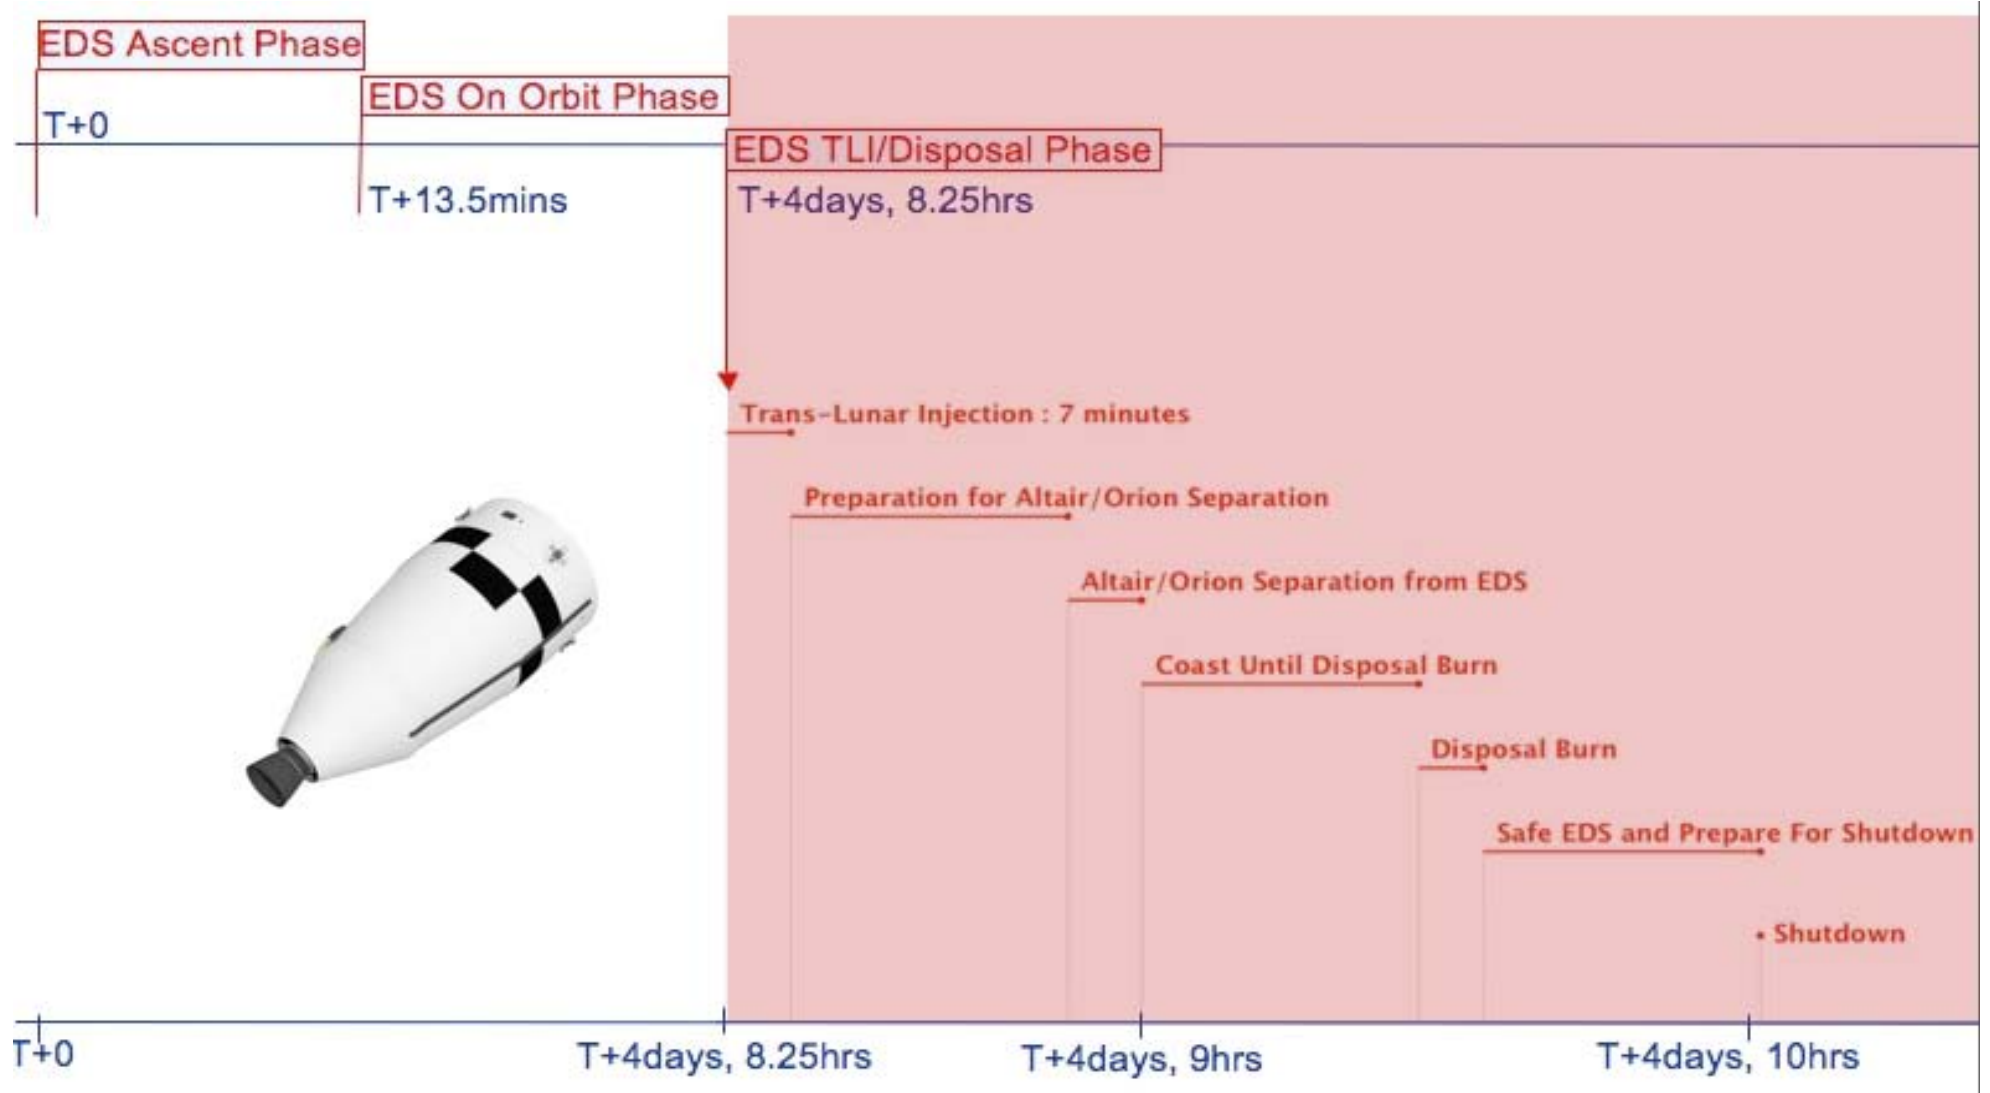 EDS Ascent Phase
EDS On Orbit Phase
T+0
EDS TLI/Disposal Phase
T+13.5mins
T+4days, 8.25hrs
Trans-Lunar Injection : 7 minutes
Preparation for Altair/Orion Separation
Altair/Orion Separation from EDS
Coast Until Disposal Burn
Disposal Burn
Safe EDS and Prepare For Shutdown
Shutdown
T+0
T+4days, 8.25hrs
T+4days, 9hrs
T+4days, 10hrs